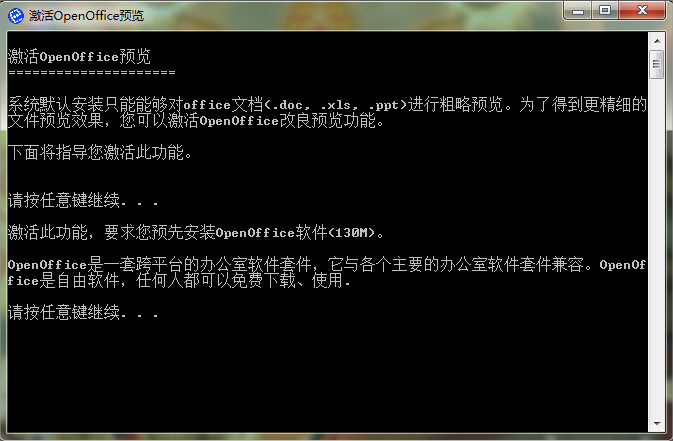 激活OpenOffice预览
激活OpenOffice预览
=====================
系统默认安装只能能够对office文档(.doc, .xls, .ppt)进行粗略预览。为了得到更精细的
文件预览效果，您可以激活OpenOffice改良预览功能。
下面将指导您激活此功能。
请按任意键继续. . .
激活此功能，要求您预先安装OpenOffice软件(130M)。
OpenOffice是一套跨平台的办公室软件套件，它与各个主要的办公室软件套件兼容。OpenOf
fice是自由软件，任何人都可以免费下载、使用.
请按任意键继续. . .